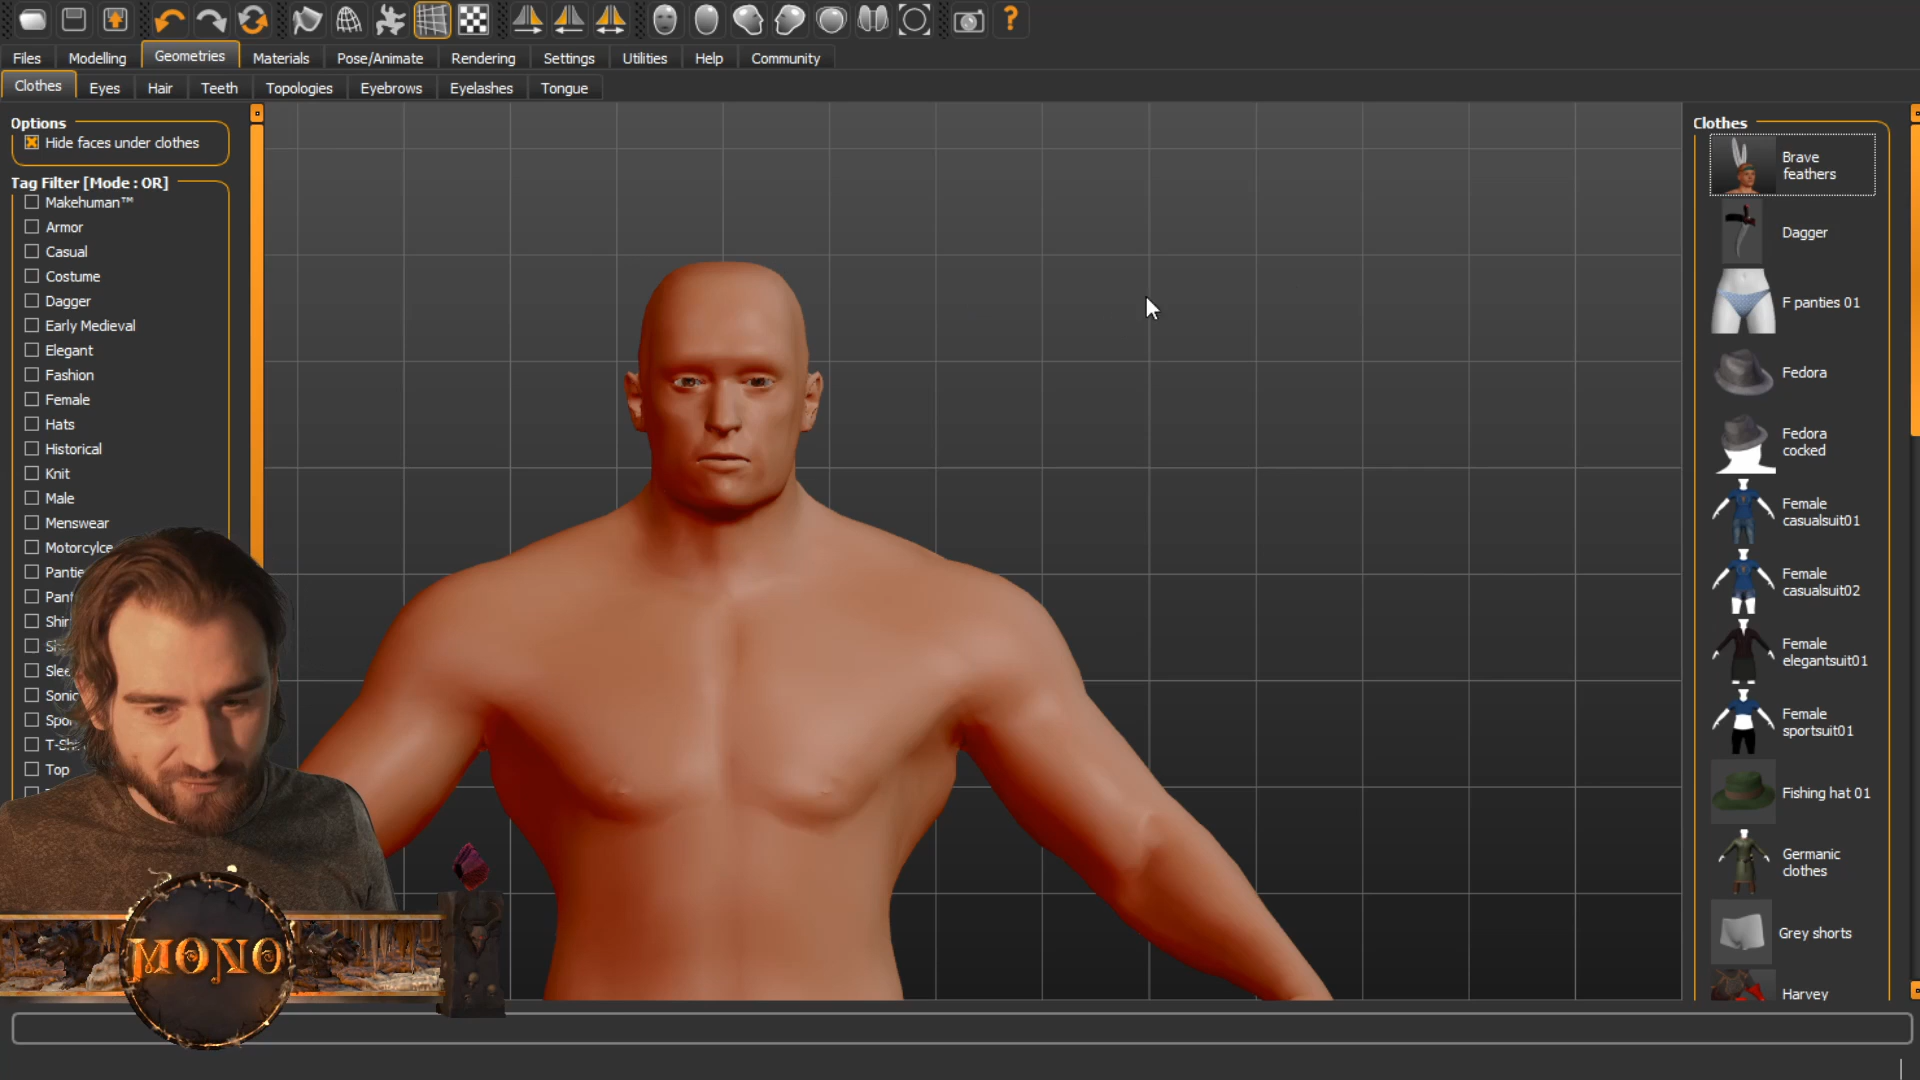 Files Modelling Geometries Materials Pose/Animate Rendering Settings Utilities Help Community
Clothes Eyes Hair Teeth Topologies Eyebrows Eyelashes Tongue
Options
Hide faces under clothes
Tag Filter [Mode : OR]
Makehuman™
Armor
Casual
Costume
Dagger
Early Medieval
Elegant
Fashion
Female
Hats
Historical
Knit
Male
Menswear
Motorcylce
Top
MONO
Clothes
Brave
feathers
Dagger
F panties 01
Fedora
Fedora
cocked
Female
casualsuit01
Female
casualsuit02
Female
elegantsuit01
Female
sportsuit01
Fishing hat 01
Germanic
clothes
Grey shorts
Harvey